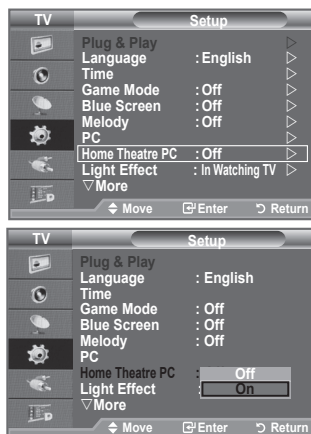 TV Setup
Plug & Play ▷
Language : English ▷
Time ▷
Game Mode : Off ▷
Blue Screen : Off ▷
Melody : Off ▷
PC ▷
Home Theatre PC : Off ▷
Light Effect : In Watching TV ▷
▽More
Move Enter Return
TV Setup
Plug & Play
Language : English
Time
Game Mode : Off
Blue Screen : Off
Melody : Off
PC
Home Theatre PC : Off
Light Effect : On
▽More
Move Enter Return